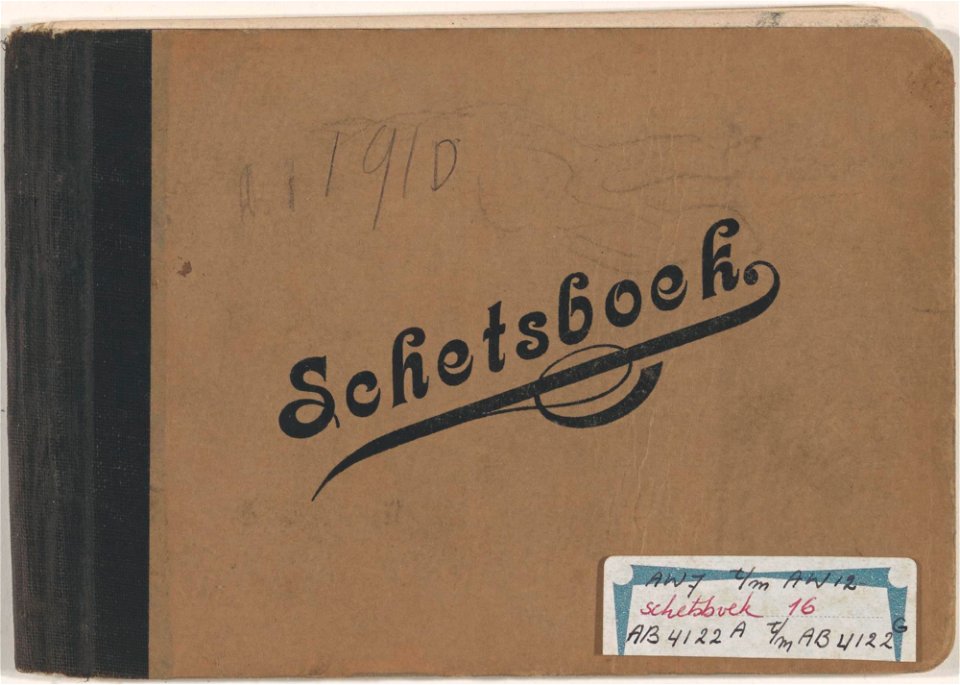 1910
Schetsboek.
AW7 t/m AW12
schetsboek 16
AB 4122 A t/m AB 4122 G